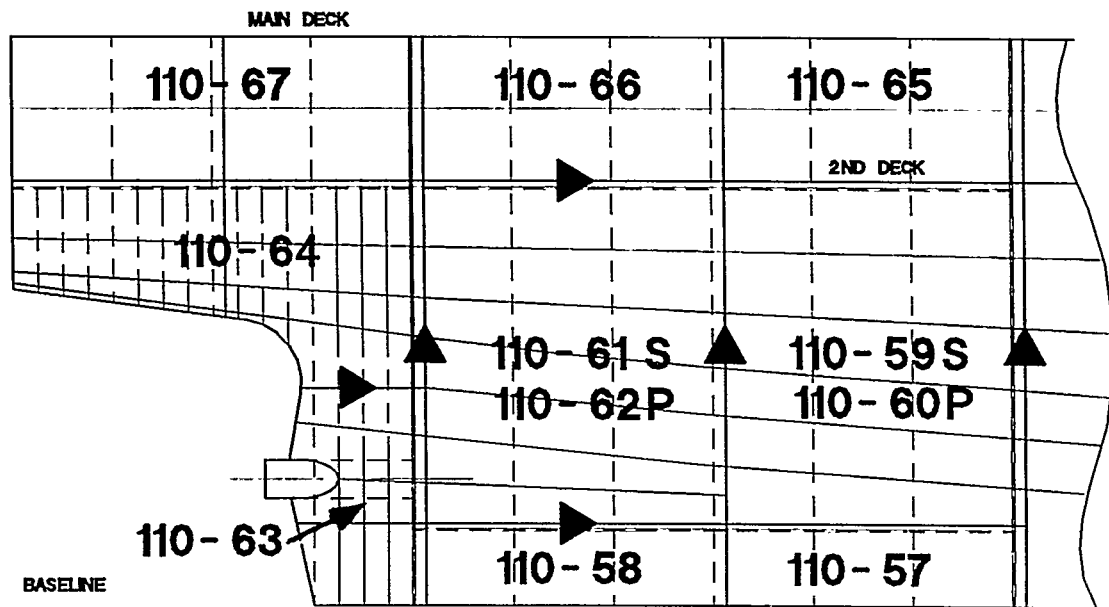 MAIN DECK
110-67
110-66
110-65
2ND DECK
110-64
110-61 S
110-62P
110-59 S
110-60P
110-63
110-58
110-57
BASELINE